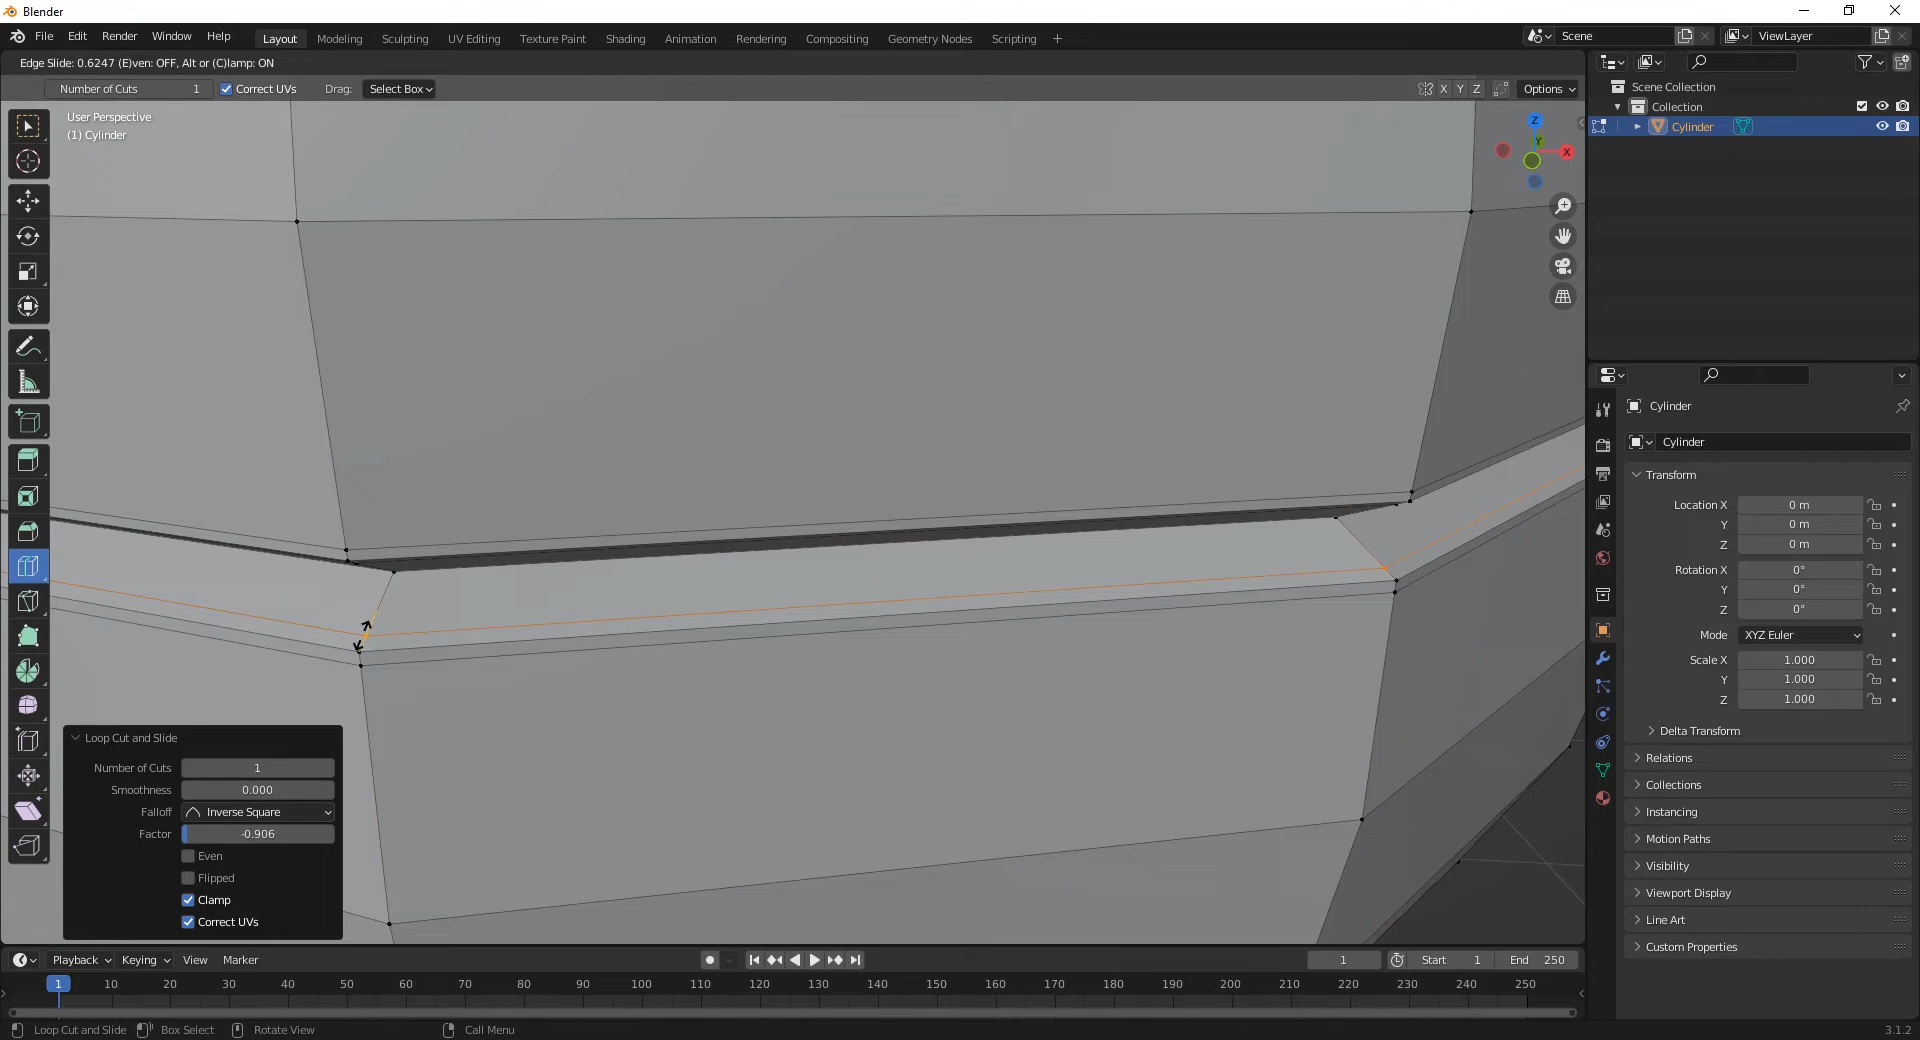 Blender
File Edit Render Window Help
Layout Modeling Sculpting UV Editing Texture Paint Shading Animation Rendering Compositing Geometry Nodes Scripting +
Scene
ViewLayer
Edge Slide: 0.6247 (E)ven: OFF, Alt or (C)lamp: ON
Number of Cuts 1 Correct UVs Drag: Select Box
X Y Z Options
User Perspective
(1) Cylinder
Z
Y
X
Scene Collection
Collection
Cylinder
Cylinder
Cylinder
Transform
Location X 0 m
Y 0 m
Z 0 m
Rotation X 0°
Y 0°
Z 0°
Mode XYZ Euler
Scale X 1.000
Y 1.000
Z 1.000
Delta Transform
Relations
Collections
Instancing
Motion Paths
Visibility
Viewport Display
Line Art
Custom Properties
Loop Cut and Slide
Number of Cuts 1
Smoothness 0.000
Falloff Inverse Square
Factor -0.906
Even
Flipped
Clamp
Correct UVs
Playback Keying View Marker
1 Start 1 End 250
1 10 20 30 40 50 60 70 80 90 100 110 120 130 140 150 160 170 180 190 200 210 220 230 240 250
Loop Cut and Slide Box Select Rotate View Call Menu
3.1.2